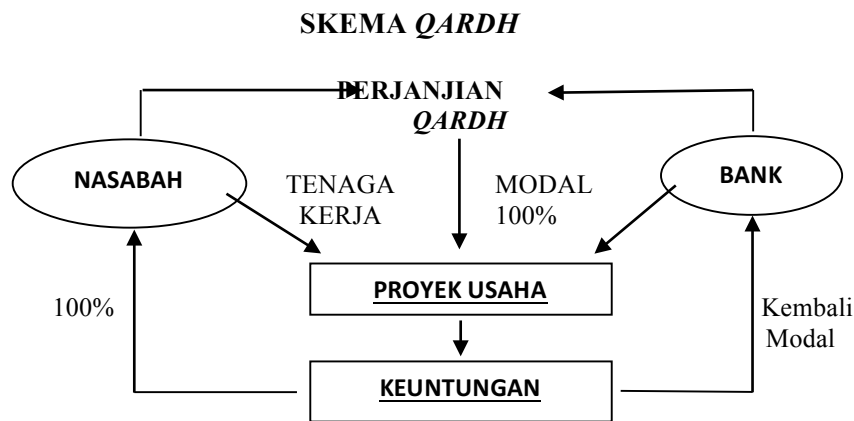 SKEMA QARDH
PERJANJIAN
QARDH
NASABAH
TENAGA
KERJA
MODAL
100%
BANK
PROYEK USAHA
100%
Kembali
Modal
KEUNTUNGAN